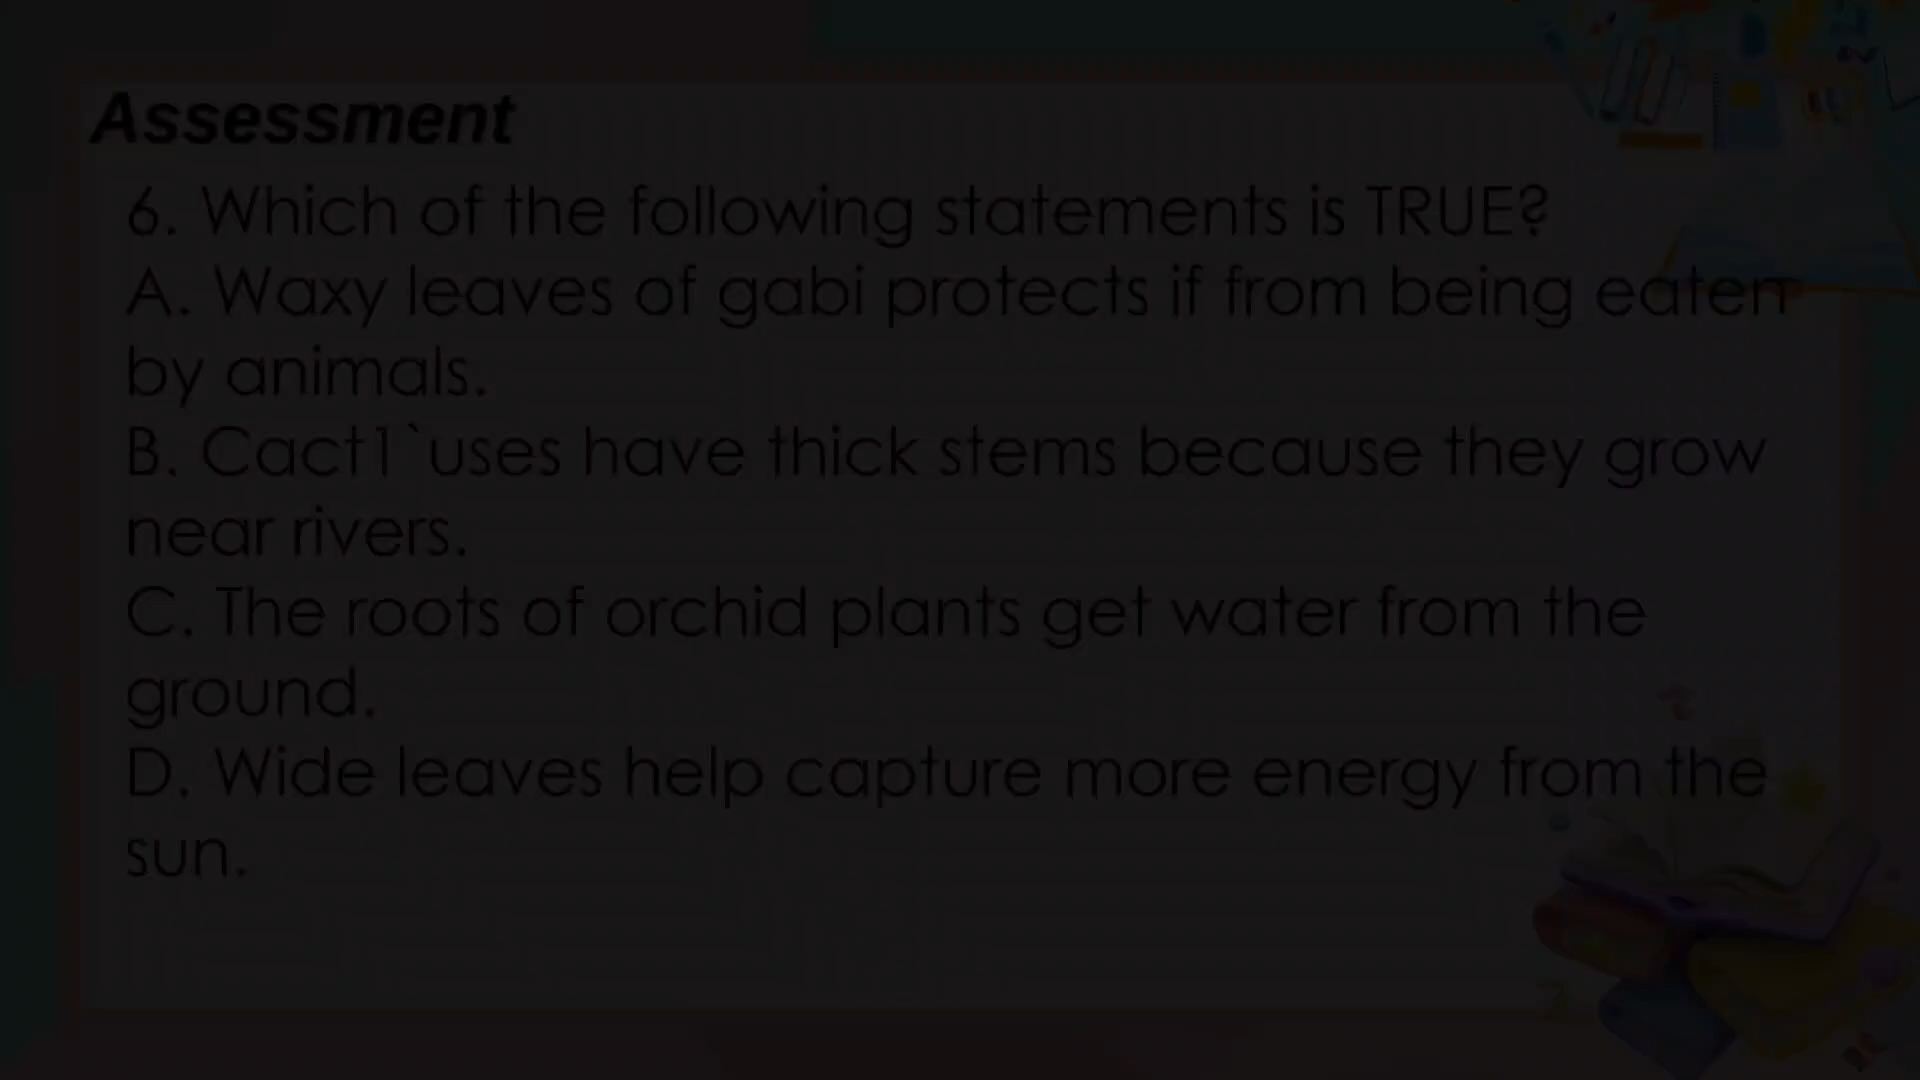 Assessment
6. Which of the following statements is TRUE?
A. Waxy leaves of gabi protects if from being eaten
by animals.
B. Cact1`uses have thick stems because they grow
near rivers.
C. The roots of orchid plants get water from the
ground.
D. Wide leaves help capture more energy from the
sun.